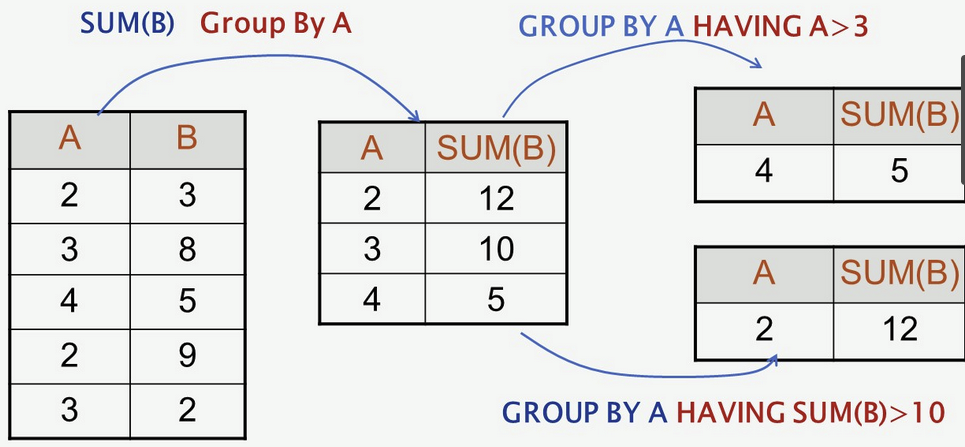 SUM(B) Group By A
GROUP BY A HAVING A>3
A B
2 3
3 8
4 5
2 9
3 2
A SUM(B)
2 12
3 10
4 5
A SUM(B)
4 5
A SUM(B)
2 12
GROUP BY A HAVING SUM(B)>10